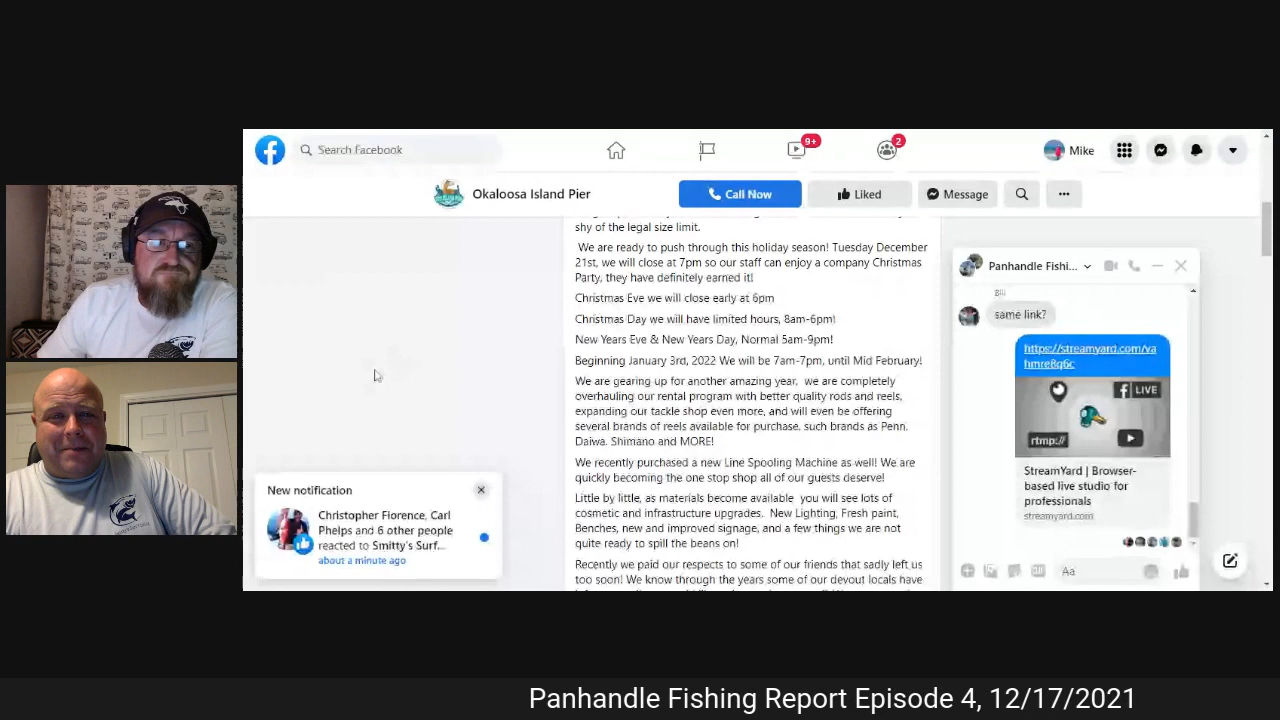 Search Facebook
9+
2
Mike
Okaloosa Island Pier
Call Now
Liked
Message
shy of the legal size limit.
We are ready to push through this holiday season! Tuesday December
21st, we will close at 7pm so our staff can enjoy a company Christmas
Party, they have definitely earned it!
Christmas Eve we will close early at 6pm
Christmas Day we will have limited hours, 8am-6pm!
New Years Eve & New Years Day, Normal 5am-9pm!
Beginning January 3rd, 2022 We will be 7am-7pm, until Mid February!
We are gearing up for another amazing year, we are completely
overhauling our rental program with better quality rods and reels,
expanding our tackle shop even more, and will even be offering
several brands of reels available for purchase, such brands as Penn,
Daiwa, Shimano and MORE!
We recently purchased a new Line Spooling Machine as well! We are
quickly becoming the one stop shop all of our guests deserve!
Little by little, as materials become available you will see lots of
cosmetic and infrastructure upgrades. New Lighting, Fresh paint,
Benches, new and improved signage, and a few things we are not
quite ready to spill the beans on!
Recently we paid our respects to some of our friends that sadly left us
too soon! We know through the years some of our devout locals have
Panhandle Fishi...
Bill
same link?
https://streamyard.com/va
hmre8q6c
LIVE
rtmp://
StreamYard | Browser-
based live studio for
professionals
streamyard.com
GIF
Aa
New notification
Christopher Florence, Carl
Phelps and 6 other people
reacted to Smitty's Surf...
about a minute ago
Panhandle Fishing Report Episode 4, 12/17/2021